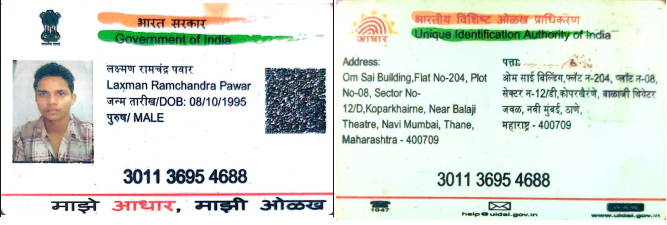 भारत सरकार
Government of India
लक्ष्मण रामचंद्र पवार
Laxman Ramchandra Pawar
जन्म तारीख/DOB: 08/10/1995
पुरुष/ MALE
3011 3695 4688
माझे आधार, माझी ओळख
भारतीय विशिष्ट ओळख प्राधिकरण
Unique Identification Authority of India
आधार
Address:
Om Sai Building,Flat No-204, Plot
No-08, Sector No-
12/D,Koparkhairne, Near Balaji
Theatre, Navi Mumbai, Thane,
Maharashtra - 400709
पत्ता:
ओम साई बिल्डिंग,फ्लॅट न-204, प्लॉट न-08,
सेक्टर न-12/डी,कोपरखैरणे, बाळाजी थियेटर
जवळ, नवी मुंबई, ठाणे,
महाराष्ट्र - 400709
3011 3695 4688
1947
help@uidai.gov.in
www.uidai.gov.in